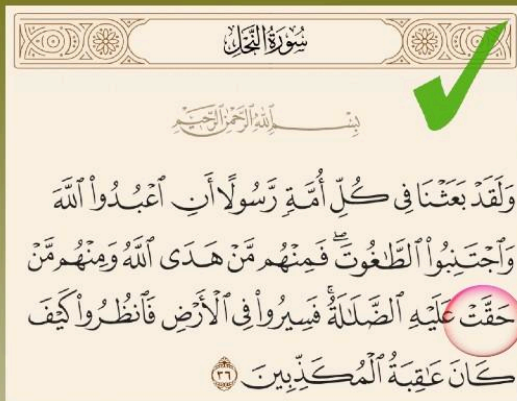 سُورَةُ النَّحْلِ
بِسْمِ ٱللَّهِ ٱلرَّحْمَٰنِ ٱلرَّحِيمِ
وَلَقَدْ بَعَثْنَا فِى كُلِّ أُمَّةٍ رَّسُولًا أَنِ ٱعْبُدُوا۟ ٱللَّهَ
وَٱجْتَنِبُوا۟ ٱلطَّٰغُوتَ ۖ فَمِنْهُم مَّنْ هَدَى ٱللَّهُ وَمِنْهُم مَّنْ
حَقَّتْ عَلَيْهِ ٱلضَّلَٰلَةُ ۚ فَسِيرُوا۟ فِى ٱلْأَرْضِ فَٱنظُرُوا۟ كَيْفَ
كَانَ عَٰقِبَةُ ٱلْمُكَذِّبِينَ ٣٦